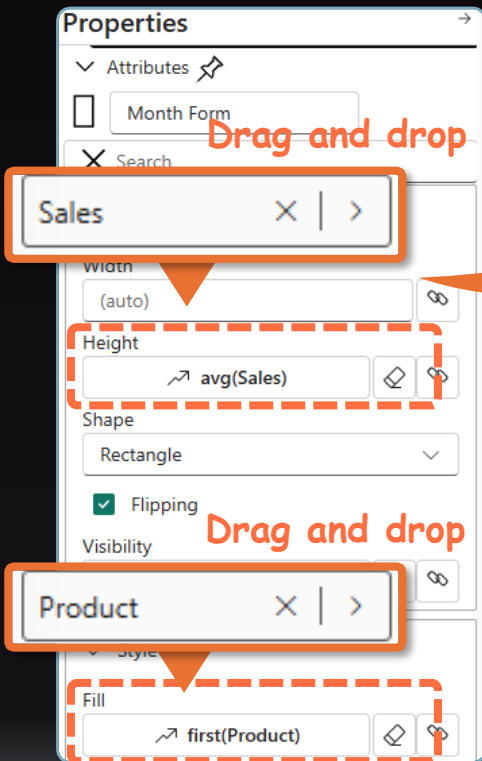 Properties
Attributes
Month Form
Drag and drop
Search
Sales
Width
(auto)
Height
avg(Sales)
Shape
Rectangle
Flipping
Drag and drop
Visibility
Product
Style
Fill
first(Product)